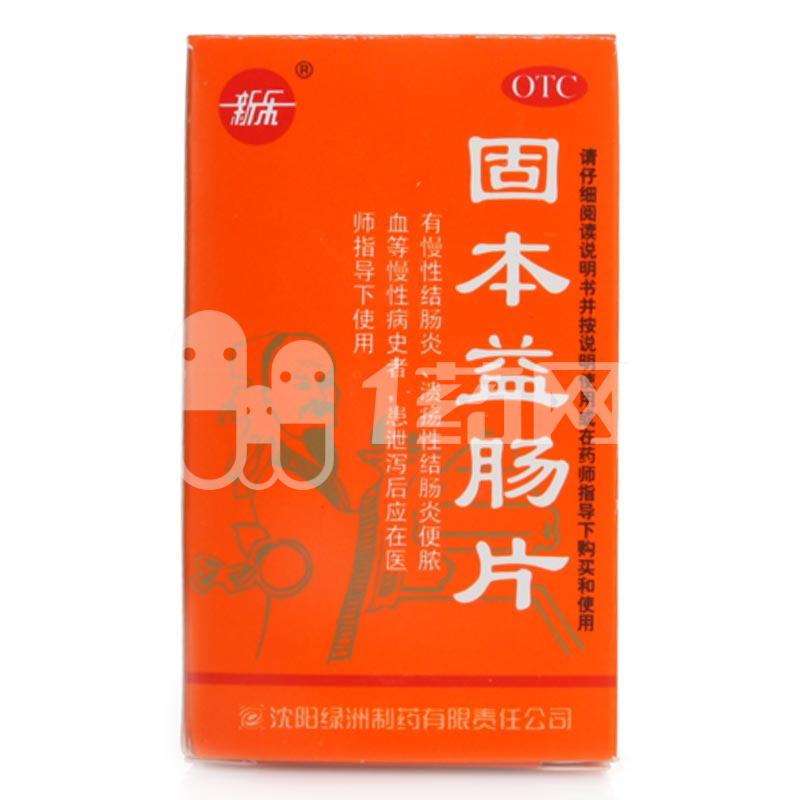 新乐®
OTC
固本益肠片
请仔细阅读说明书并按说明使用或在药师指导下购买和使用
有慢性结肠炎、溃疡性结肠炎便脓
血等慢性病史者，患泄泻后应在医
师指导下使用
1药网
沈阳绿洲制药有限责任公司